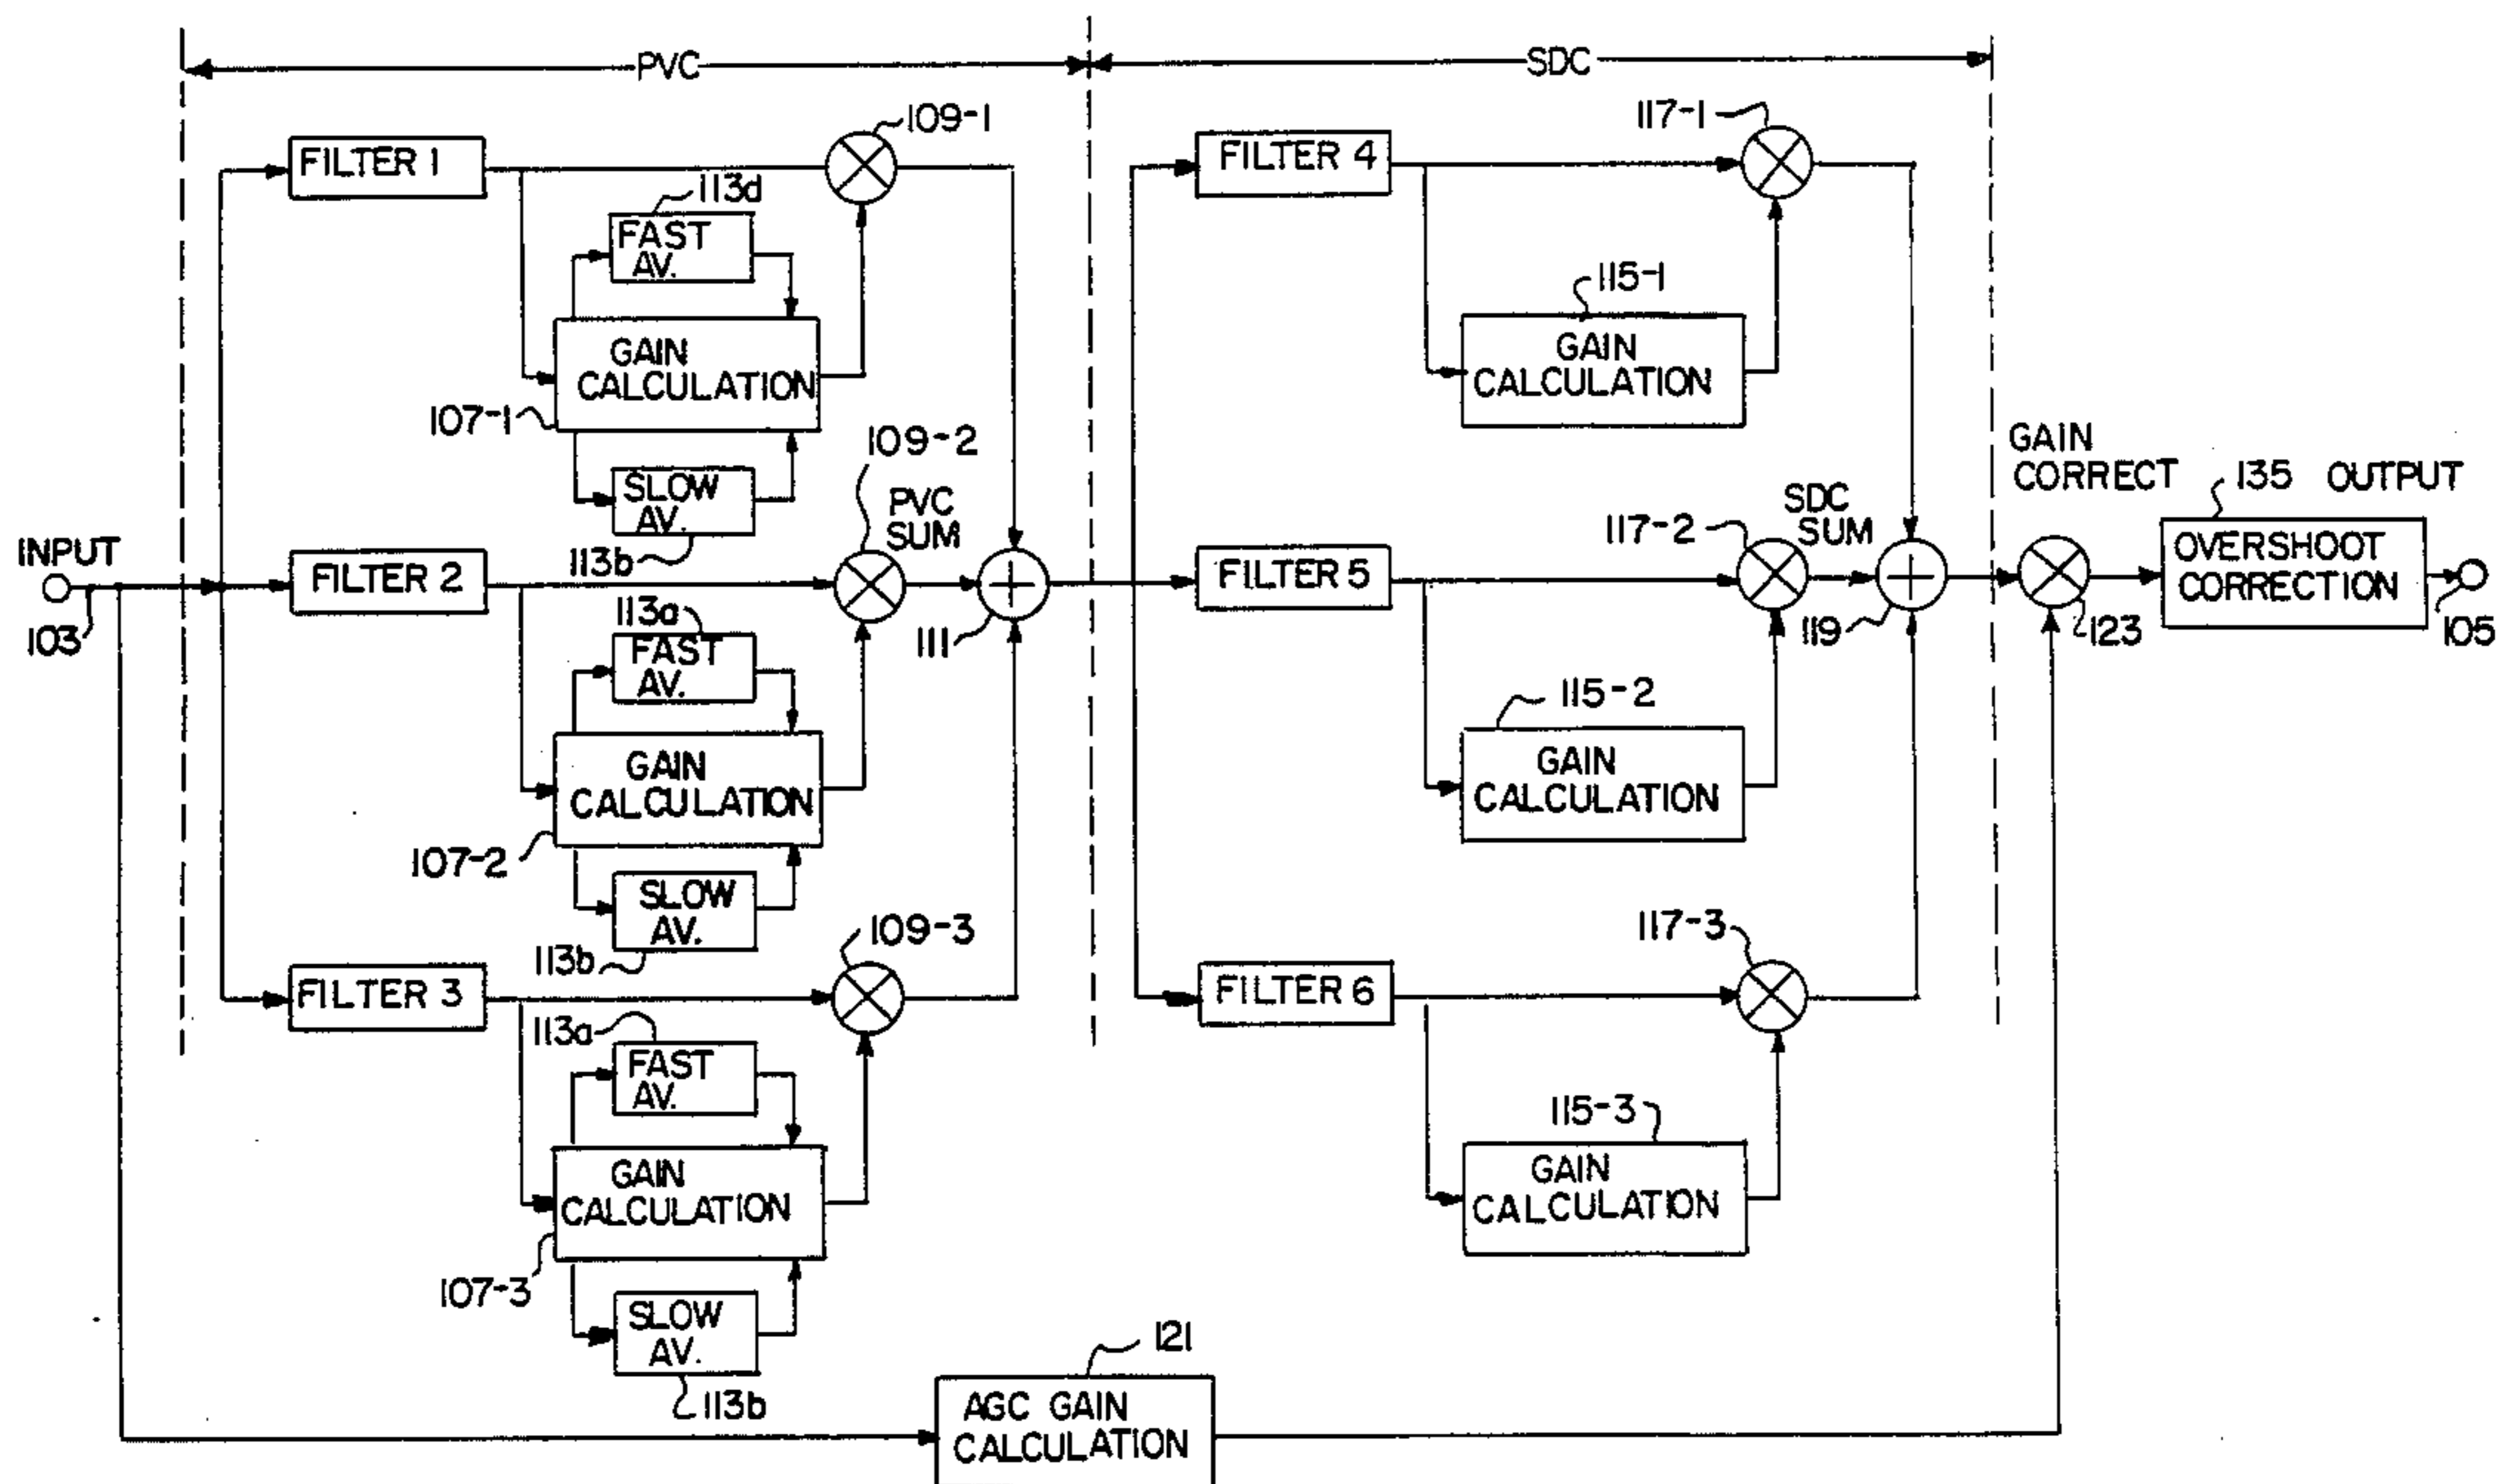 PVC
SDC
109-1
117-1
FILTER 1
FILTER 4
113d
FAST
AV.
115-1
GAIN
CALCULATION
GAIN
CALCULATION
107-1
109-2
SLOW
AV.
PVC
SUM
GAIN
CORRECT
135 OUTPUT
SDC
SUM
117-2
INPUT
113b
FILTER 2
FILTER 5
OVERSHOOT
CORRECTION
103
113a
111
119
123
105
FAST
AV.
115-2
GAIN
CALCULATION
GAIN
CALCULATION
107-2
SLOW
AV.
109-3
117-3
113b
FILTER 3
FILTER 6
113a
FAST
AV.
115-3
GAIN
CALCULATION
GAIN
CALCULATION
107-3
SLOW
AV.
121
113b
AGC GAIN
CALCULATION